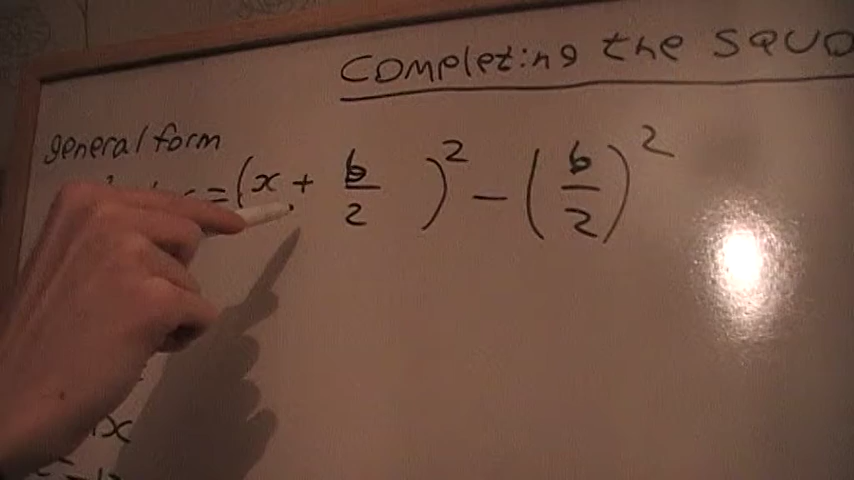 Completing the SQUA
general form
= (x + b/2)² - (b/2)²
x